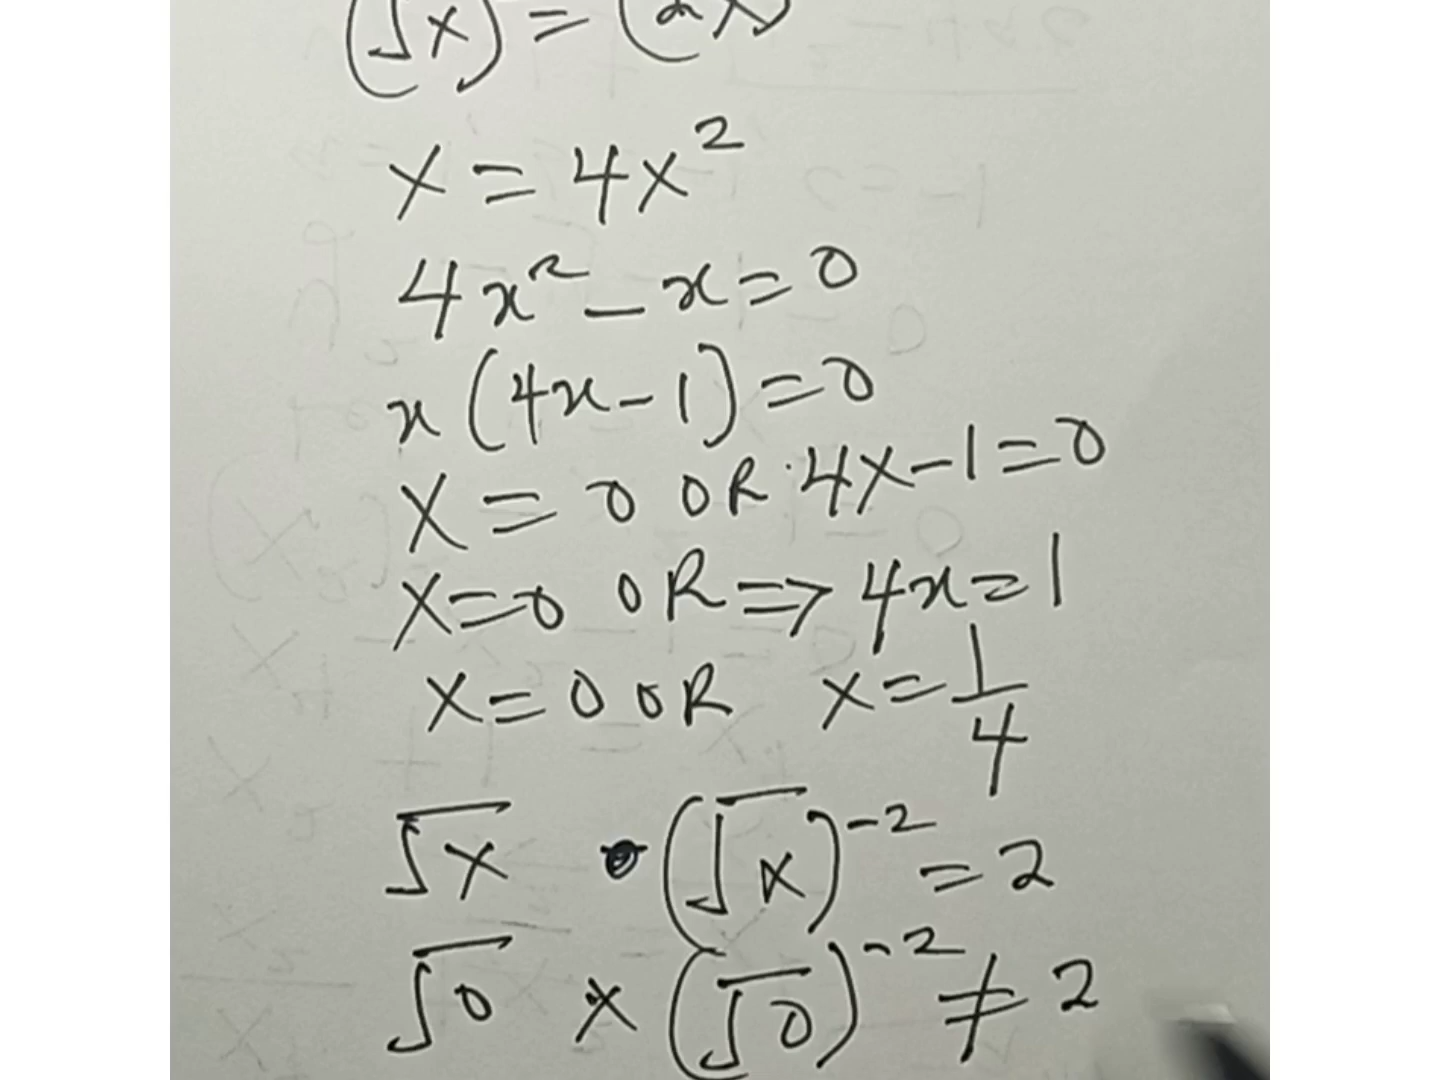 (√x) = (2x)
x = 4x²
4x² - x = 0
x(4x - 1) = 0
x = 0 OR 4x - 1 = 0
x = 0 OR ⇒ 4x = 1
x = 0 OR x = 1/4
√x • (√x)⁻² = 2
√0 × (√0)⁻² ≠ 2